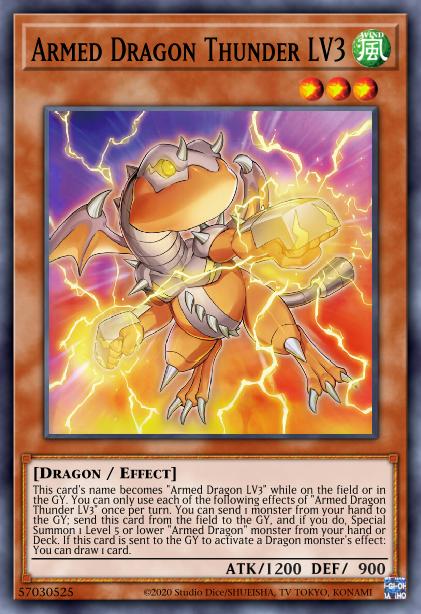 ARMED DRAGON THUNDER LV3
WIND
風
[DRAGON / EFFECT]
This card's name becomes "Armed Dragon LV3" while on the field or in
the GY. You can only use each of the following effects of "Armed Dragon
Thunder LV3" once per turn. You can send 1 monster from your hand to
the GY; send this card from the field to the GY, and if you do, Special
Summon 1 Level 5 or lower "Armed Dragon" monster from your hand or
Deck. If this card is sent to the GY to activate a Dragon monster's effect:
You can draw 1 card.
ATK/1200 DEF/ 900
57030525
©2020 Studio Dice/SHUEISHA, TV TOKYO, KONAMI